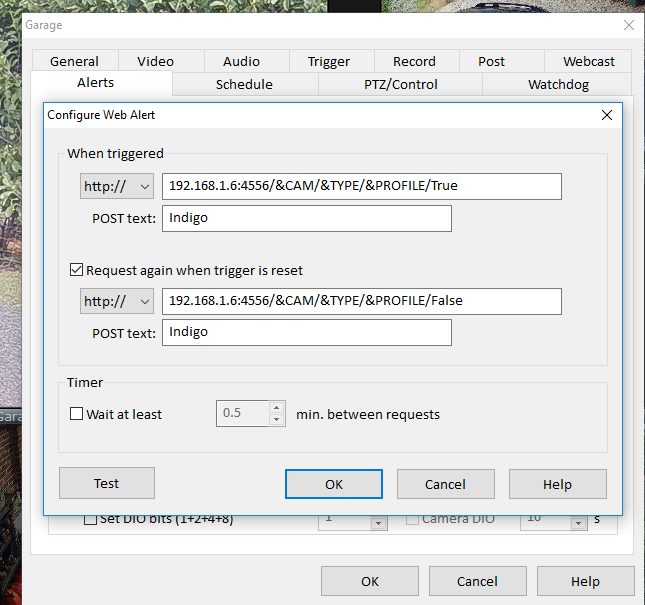 Garage
General Video Audio Trigger Record Post Webcast
Alerts Schedule PTZ/Control Watchdog
Configure Web Alert
When triggered
http:// 192.168.1.6:4556/&CAM/&TYPE/&PROFILE/True
POST text: Indigo
Request again when trigger is reset
http:// 192.168.1.6:4556/&CAM/&TYPE/&PROFILE/False
POST text: Indigo
Timer
Wait at least 0.5 min. between requests
Test OK Cancel Help
Set DIO bits (1+2+4+8) 1 Camera DIO 10 s
OK Cancel Help